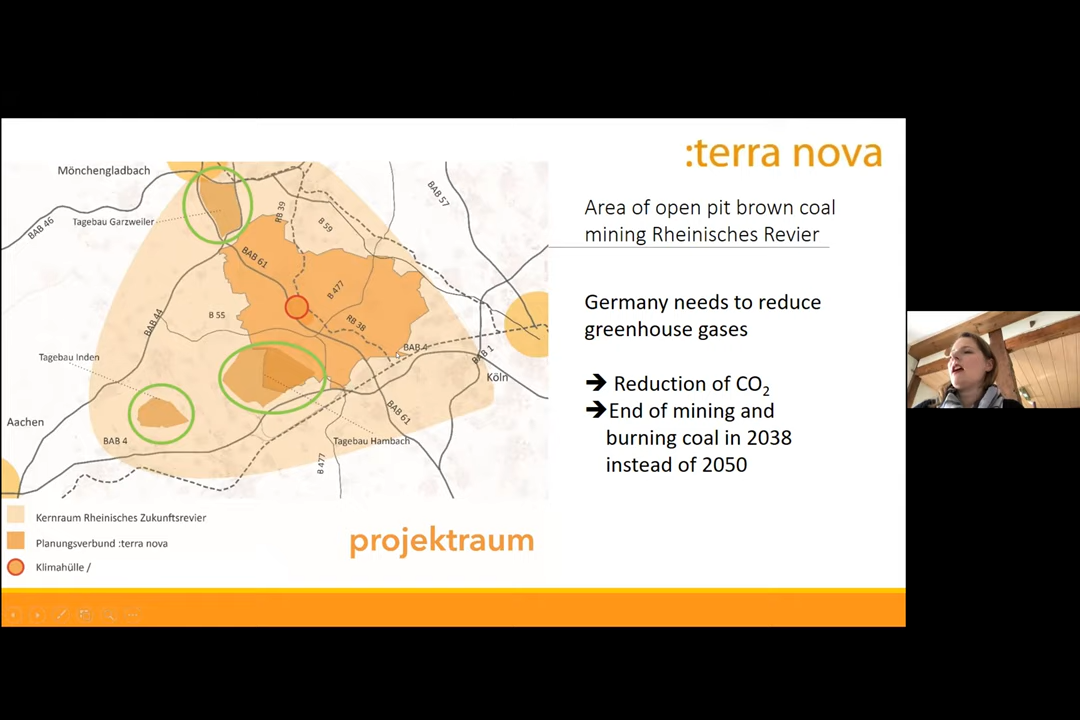 :terra nova
Area of open pit brown coal
mining Rheinisches Revier
Germany needs to reduce
greenhouse gases
➔ Reduction of CO₂
➔End of mining and
burning coal in 2038
instead of 2050
Mönchengladbach
BAB 46
Tagebau Garzweiler
RB 39
B 59
BAB 57
BAB 61
B 477
BAB 44
B 55
RB 38
BAB 4
BAB 1
Tagebau Inden
Köln
Aachen
BAB 61
BAB 4
Tagebau Hambach
B 477
Kernraum Rheinisches Zukunftsrevier
Planungsverbund :terra nova
Klimahülle /
projektraum